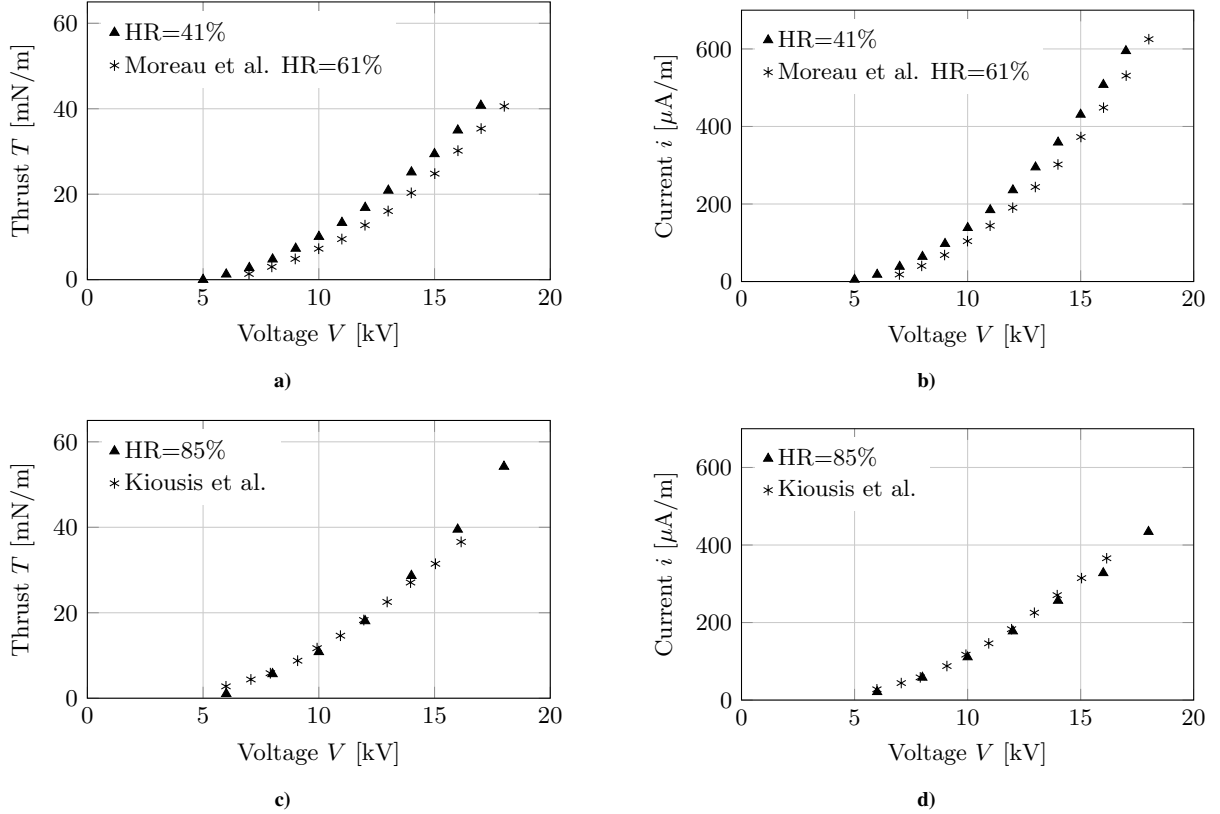 60
40
20
0
0 5 10 15 20
Voltage V [kV]
Thrust T [mN/m]
HR=41%
Moreau et al. HR=61%
a)
600
400
200
0
0 5 10 15 20
Voltage V [kV]
Current i [μA/m]
HR=41%
Moreau et al. HR=61%
b)
60
40
20
0
0 5 10 15 20
Voltage V [kV]
Thrust T [mN/m]
HR=85%
Kiousis et al.
c)
600
400
200
0
0 5 10 15 20
Voltage V [kV]
Current i [μA/m]
HR=85%
Kiousis et al.
d)